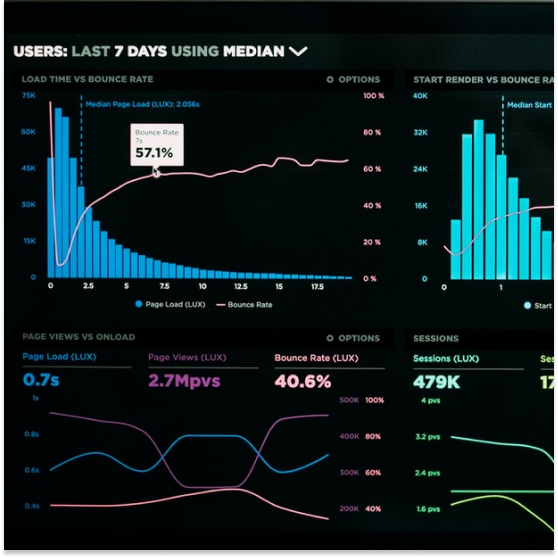 USERS: LAST 7 DAYS USING MEDIAN
LOAD TIME VS BOUNCE RATE
OPTIONS
75K
60K
45K
30K
15K
0
Median Page Load (LUX): 2.056s
Bounce Rate
7s
57.1%
100 %
80 %
60 %
40 %
20 %
0 %
0 2.5 5 7.5 10 12.5 15 17.5
Page Load (LUX) Bounce Rate
START RENDER VS BOUNCE RA
40K
32K
24K
16K
8K
0
Median Start
0 1
Start
PAGE VIEWS VS ONLOAD
OPTIONS
Page Load (LUX)
0.7s
Page Views (LUX)
2.7Mpvs
Bounce Rate (LUX)
40.6%
1s
0.8s
0.6s
0.4s
500K 100%
400K 80%
300K 60%
200K 40%
SESSIONS
Sessions (LUX)
479K
Ses
17
4 pvs
3.2 pvs
2.4 pvs
1.6 pvs